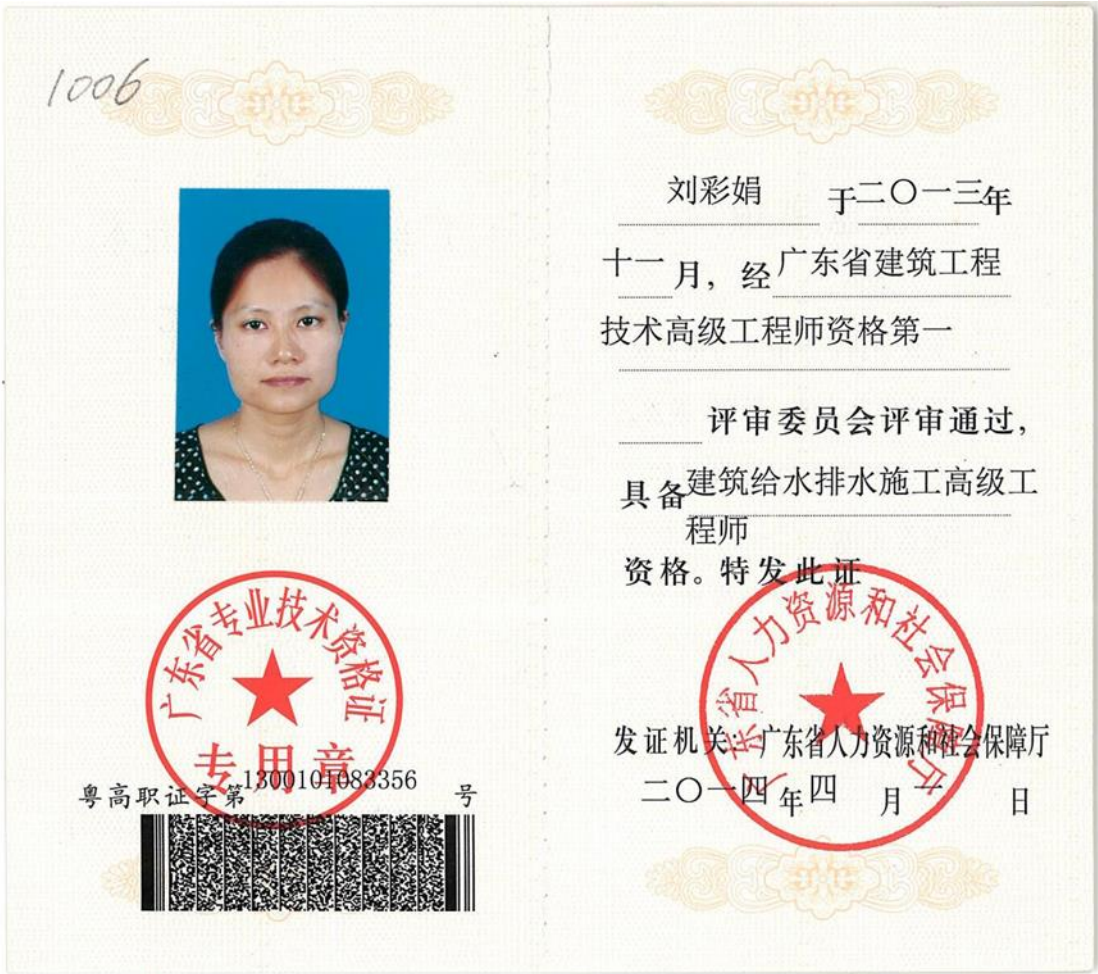 1006
广东省专业技术资格证
专用章
粤高职证字第1300101083356号
刘彩娟 于二〇一三年
十一月，经广东省建筑工程
技术高级工程师资格第一
评审委员会评审通过，
具备建筑给水排水施工高级工
程师
资格。特发此证
广东省人力资源和社会保障厅
发证机关：广东省人力资源和社会保障厅
二〇一四年四月 日